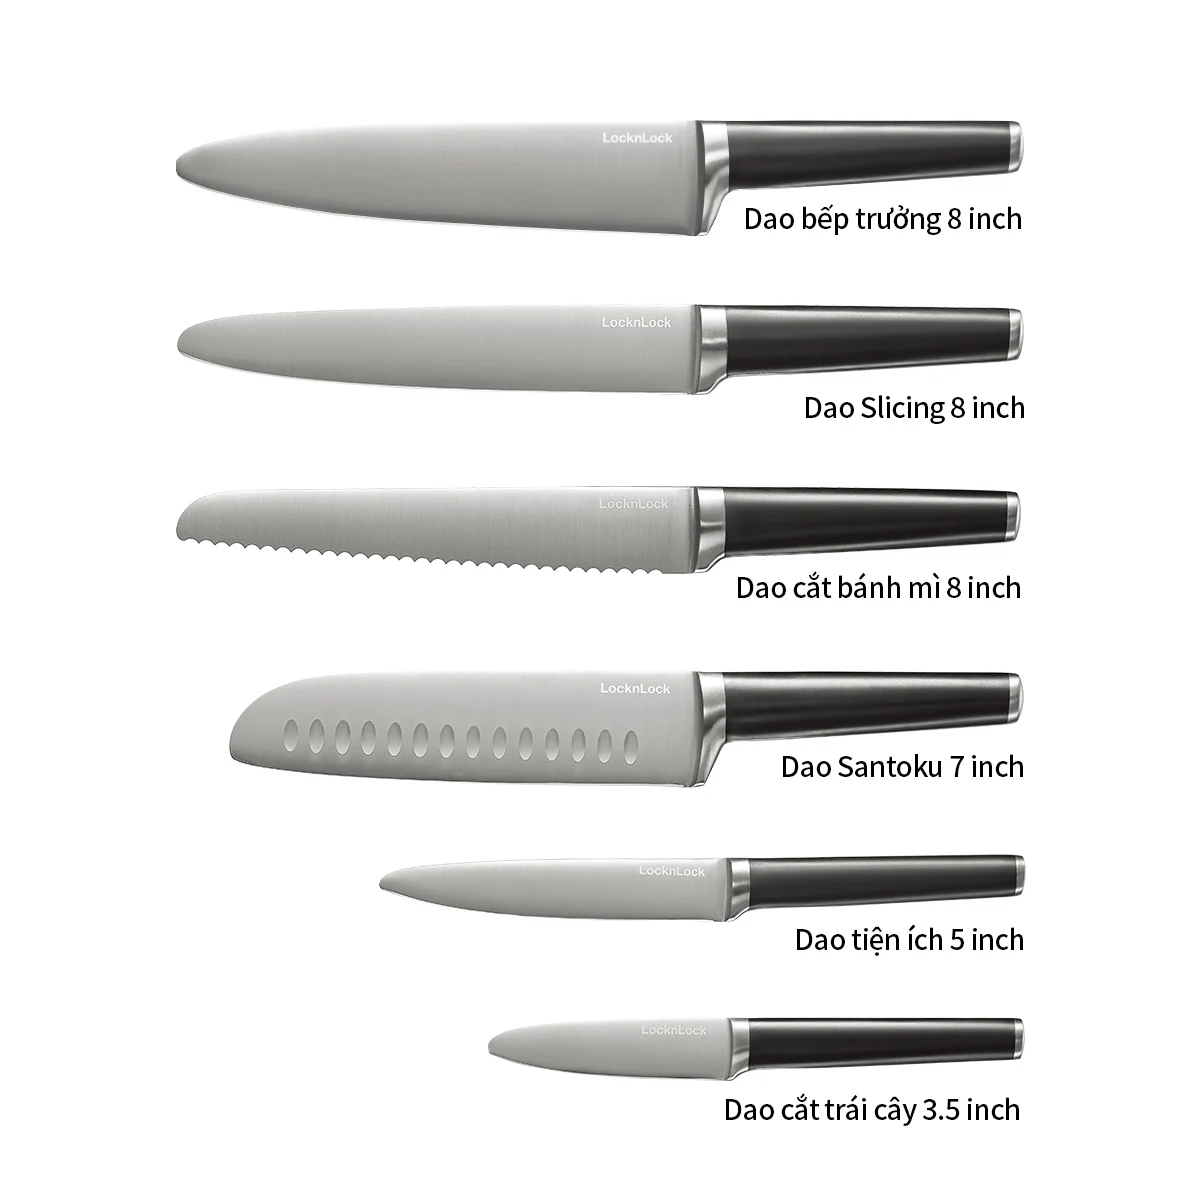 LocknLock
Dao bếp trưởng 8 inch
LocknLock
Dao Slicing 8 inch
LocknLock
Dao cắt bánh mì 8 inch
LocknLock
Dao Santoku 7 inch
LocknLock
Dao tiện ích 5 inch
LocknLock
Dao cắt trái cây 3.5 inch